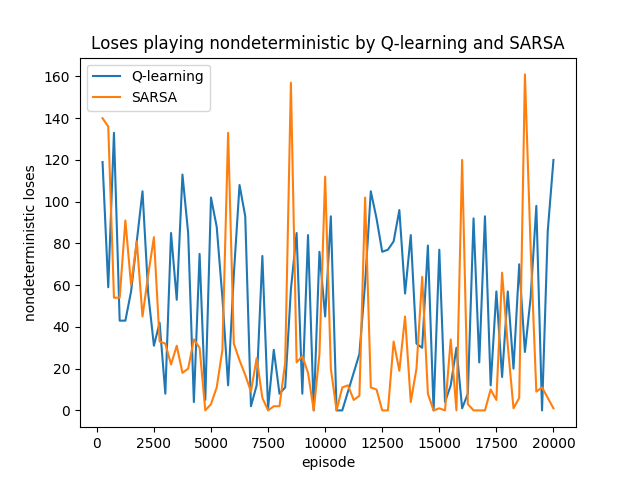 Loses playing nondeterministic by Q-learning and SARSA
Q-learning
SARSA
160
140
120
100
80
60
40
20
0
nondeterministic loses
0 2500 5000 7500 10000 12500 15000 17500 20000
episode